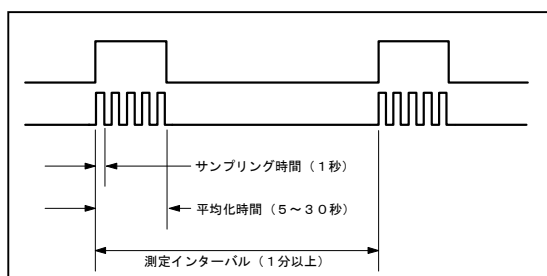 サンプリング時間（１秒）
平均化時間（５～３０秒）
測定インターバル（１分以上）